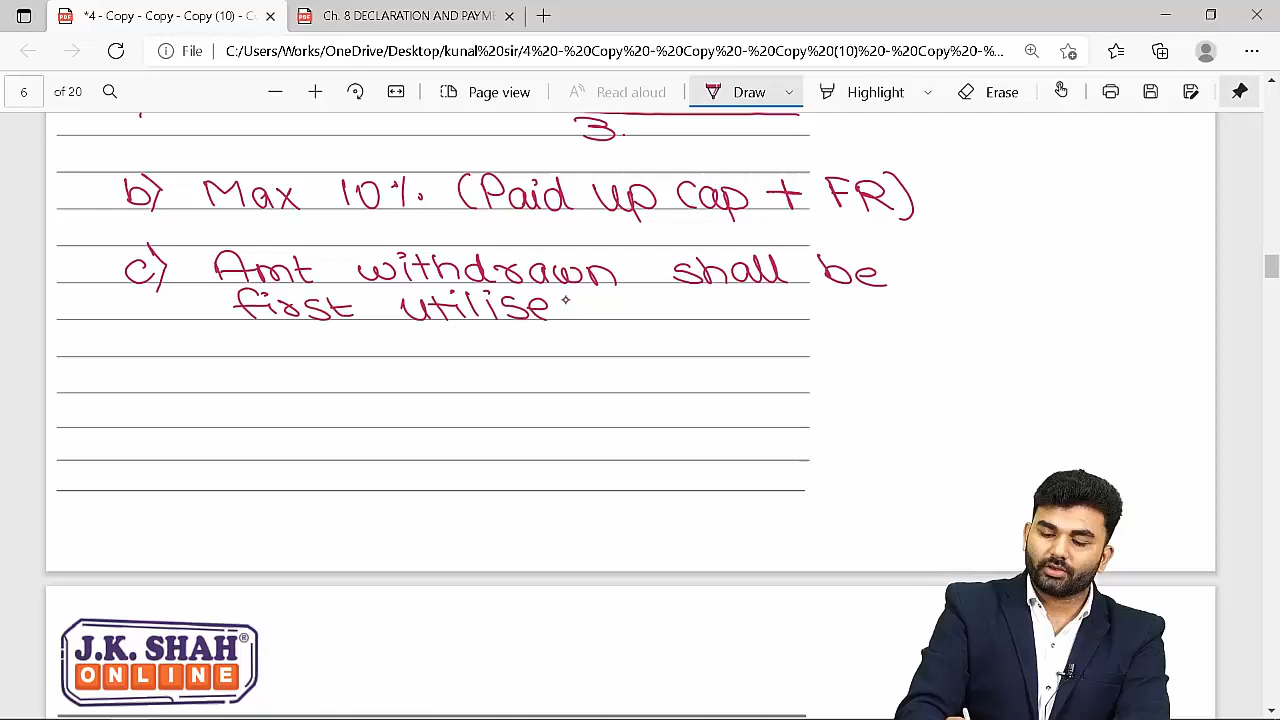 *4 - Copy - Copy - Copy (10) - C
Ch. 8 DECLARATION AND PAYME
File
C:/Users/Works/OneDrive/Desktop/kunal%20sir/4%20-%20Copy%20-%20Copy%20-%20Copy%20(10)%20-%20Copy%20-%...
6 of 20
Page view
Read aloud
Draw
Highlight
Erase
3.
b) Max 10%. (Paid up Cap + FR)
c) Amt withdrawn shall be
first utilise
J.K. SHAH®
ONLINE